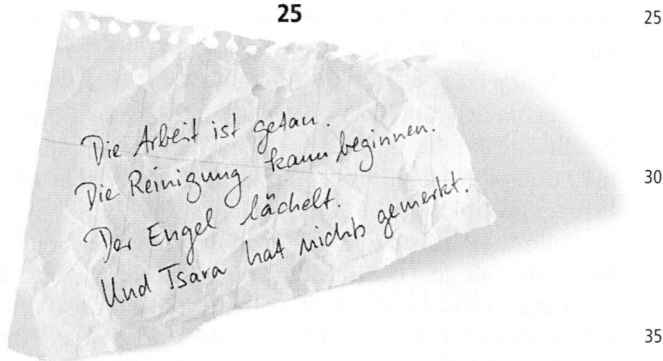 25
25
Die Arbeit ist getan.
Die Reinigung kann beginnen.
30
Der Engel lächelt.
Und Tsara hat nichts gemerkt.
35